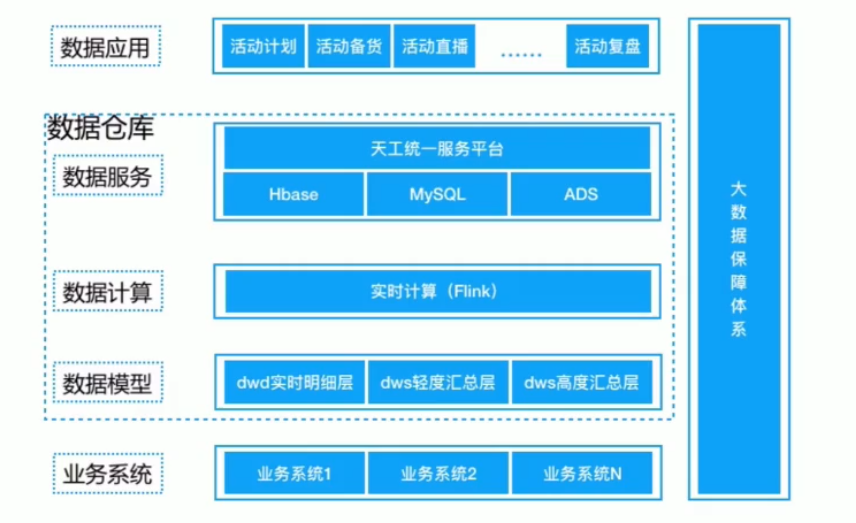 数据应用
活动计划 活动备货 活动直播 …… 活动复盘
数据仓库
数据服务
天工统一服务平台
Hbase MySQL ADS
数据计算
实时计算（Flink）
数据模型
dwd实时明细层 dws轻度汇总层 dws高度汇总层
业务系统
业务系统1 业务系统2 业务系统N
大数据保障体系